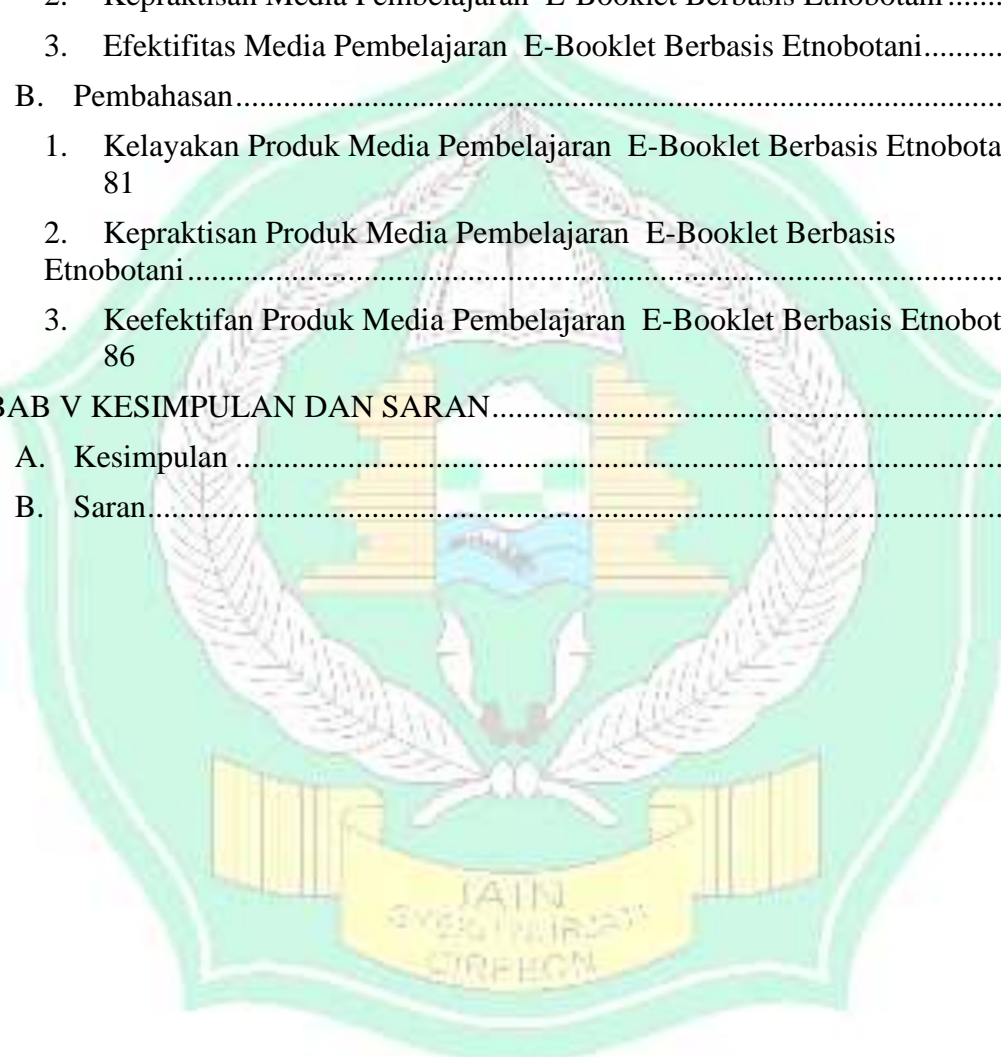 2. Kepraktisan Media Pembelajaran E-Booklet Berbasis Etnobotani.......
3. Efektifitas Media Pembelajaran E-Booklet Berbasis Etnobotani..........
B. Pembahasan..........................................................................................
1. Kelayakan Produk Media Pembelajaran E-Booklet Berbasis
81
2. Kepraktisan Produk Media Pembelajaran E-Booklet Berbasis
Etnobotani................................................................................................
3. Keefektifan Produk Media Pembelajaran E-Booklet Berbasis
86
BAB V KESIMPULAN DAN SARAN..........................................................
A. Kesimpulan ..........................................................................................
B. Saran.....................................................................................................
IAIN
SYEKH NURJATI
CIREBON